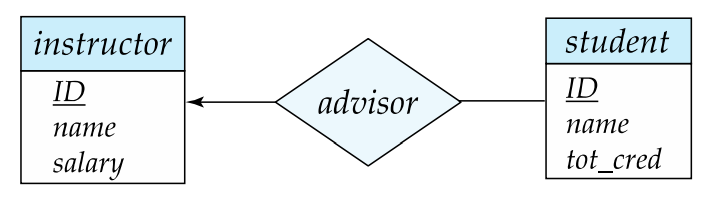 instructor
ID
name
salary
advisor
student
ID
name
tot_cred